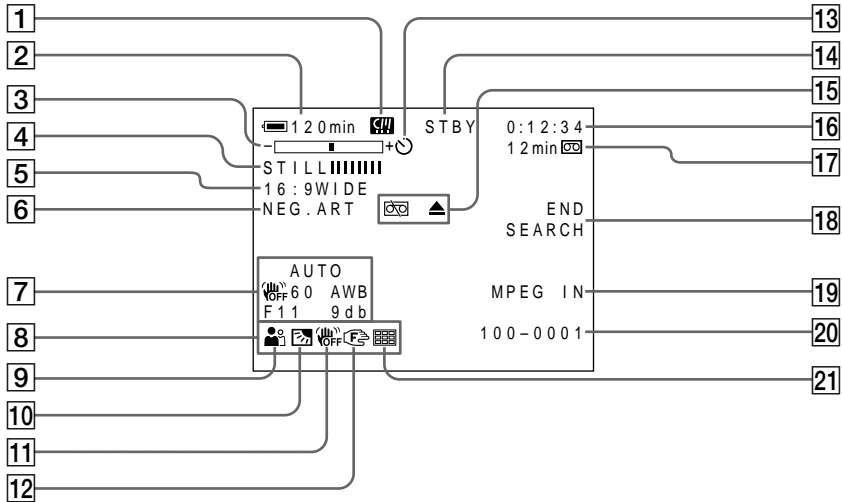 1
2
3
4
5
6
7
8
9
10
11
12
13
14
15
16
17
18
19
20
21
120min STBY 0:12:34
− + 12min
STILL
16:9WIDE
NEG.ART END
SEARCH
AUTO
OFF 60 AWB MPEG IN
F11 9db
OFF F 100–0001